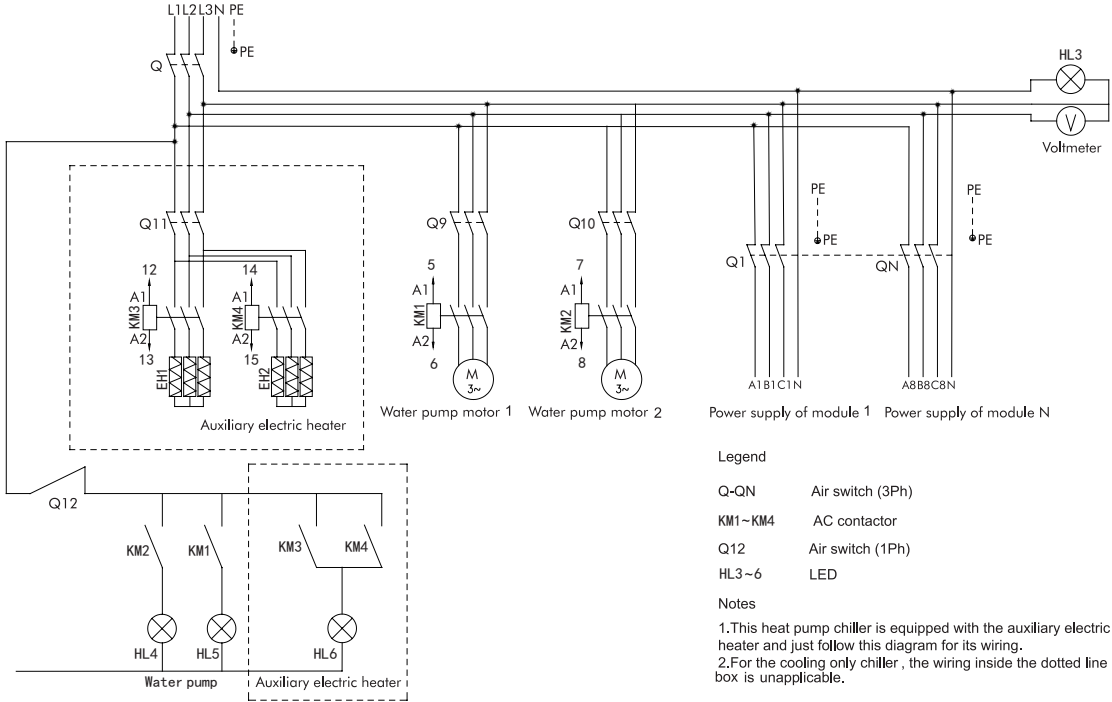 L1L2L3N PE
PE
Q
HL3
V
Voltmeter
PE
PE
PE
PE
Q11
Q9
Q10
Q1
QN
12
14
5
7
A1
A1
A1
A1
KM3
KM4
KM1
KM2
A2
A2
A2
A2
13
15
6
8
EH1
EH2
M
3~
M
3~
A1B1C1N
A8B8C8N
Water pump motor 1
Water pump motor 2
Power supply of module 1
Power supply of module N
Auxiliary electric heater
Q12
KM2
KM1
KM3
KM4
HL4
HL5
HL6
Water pump
Auxiliary electric heater
Legend
Q-QN Air switch (3Ph)
KM1~KM4 AC contactor
Q12 Air switch (1Ph)
HL3~6 LED
Notes
1.This heat pump chiller is equipped with the auxiliary electric
heater and just follow this diagram for its wiring.
2.For the cooling only chiller , the wiring inside the dotted line
box is unapplicable.